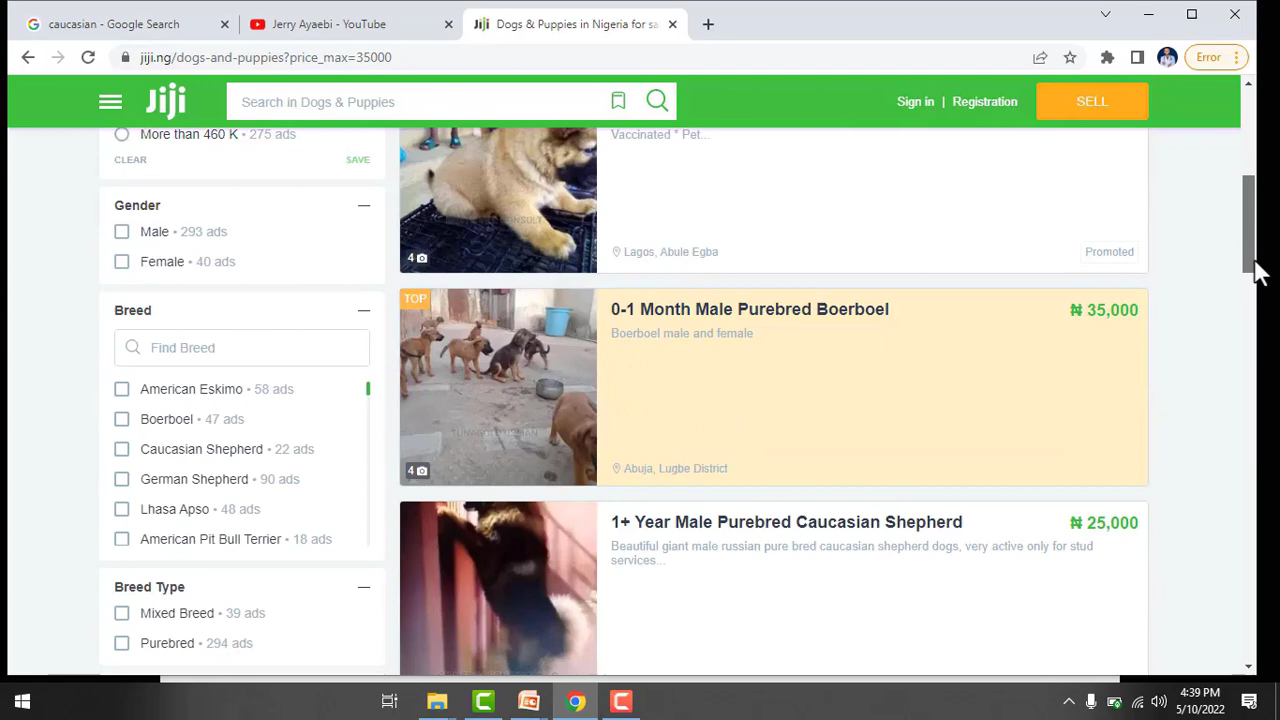 caucasian - Google Search
Jerry Ayaebi - YouTube
Jiji Dogs & Puppies in Nigeria for sa
jiji.ng/dogs-and-puppies?price_max=35000
Error
Jiji
Search in Dogs & Puppies
Sign in | Registration
SELL
More than 460 K • 275 ads
CLEAR
SAVE
Gender
Male • 293 ads
Female • 40 ads
Breed
Find Breed
American Eskimo • 58 ads
Boerboel • 47 ads
Caucasian Shepherd • 22 ads
German Shepherd • 90 ads
Lhasa Apso • 48 ads
American Pit Bull Terrier • 18 ads
Breed Type
Mixed Breed • 39 ads
Purebred • 294 ads
Vaccinated * Pet...
4
Lagos, Abule Egba
Promoted
TOP
0-1 Month Male Purebred Boerboel
₦ 35,000
Boerboel male and female
4
Abuja, Lugbe District
1+ Year Male Purebred Caucasian Shepherd
₦ 25,000
Beautiful giant male russian pure bred caucasian shepherd dogs, very active only for stud
services...
4:39 PM
5/10/2022